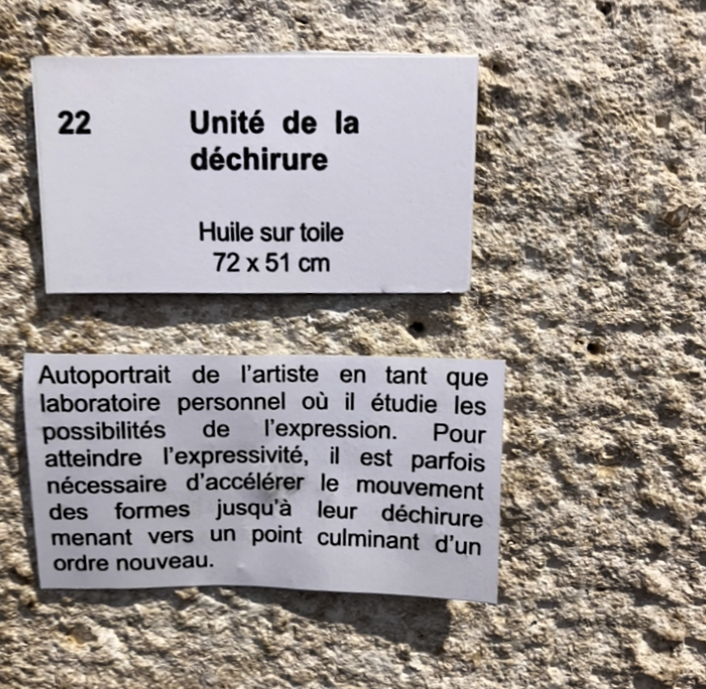 22 Unité de la
déchirure
Huile sur toile
72 x 51 cm
Autoportrait de l'artiste en tant que
laboratoire personnel où il étudie les
possibilités de l'expression. Pour
atteindre l'expressivité, il est parfois
nécessaire d'accélérer le mouvement
des formes jusqu'à leur déchirure
menant vers un point culminant d'un
ordre nouveau.